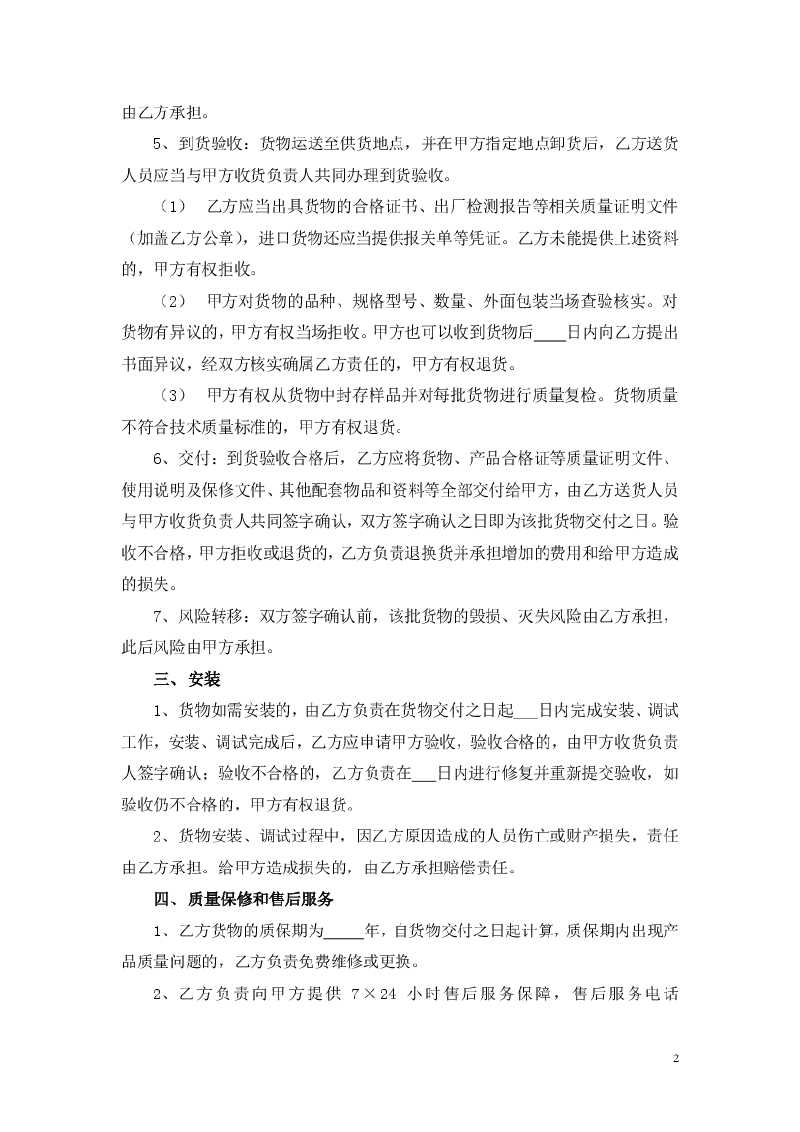 由乙方承担。
5、到货验收：货物运送至供货地点，并在甲方指定地点卸货后，乙方送货
人员应当与甲方收货负责人共同办理到货验收。
（1） 乙方应当出具货物的合格证书、出厂检测报告等相关质量证明文件
（加盖乙方公章），进口货物还应当提供报关单等凭证。乙方未能提供上述资料
的，甲方有权拒收。
（2） 甲方对货物的品种、规格型号、数量、外面包装当场查验核实。对
货物有异议的，甲方有权当场拒收。甲方也可以收到货物后____日内向乙方提出
书面异议，经双方核实确属乙方责任的，甲方有权退货。
（3） 甲方有权从货物中封存样品并对每批货物进行质量复检。货物质量
不符合技术质量标准的，甲方有权退货。
6、交付：到货验收合格后，乙方应将货物、产品合格证等质量证明文件、
使用说明及保修文件、其他配套物品和资料等全部交付给甲方，由乙方送货人员
与甲方收货负责人共同签字确认，双方签字确认之日即为该批货物交付之日。验
收不合格，甲方拒收或退货的，乙方负责退换货并承担增加的费用和给甲方造成
的损失。
7、风险转移：双方签字确认前，该批货物的毁损、灭失风险由乙方承担，
此后风险由甲方承担。
三、安装
1、货物如需安装的，由乙方负责在货物交付之日起___日内完成安装、调试
工作，安装、调试完成后，乙方应申请甲方验收，验收合格的，由甲方收货负责
人签字确认；验收不合格的，乙方负责在___日内进行修复并重新提交验收，如
验收仍不合格的，甲方有权退货。
2、货物安装、调试过程中，因乙方原因造成的人员伤亡或财产损失，责任
由乙方承担。给甲方造成损失的，由乙方承担赔偿责任。
四、质量保修和售后服务
1、乙方货物的质保期为_____年，自货物交付之日起计算，质保期内出现产
品质量问题的，乙方负责免费维修或更换。
2、乙方负责向甲方提供 7×24 小时售后服务保障，售后服务电话
2